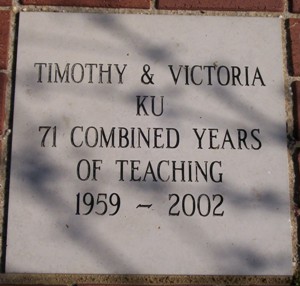 TIMOTHY & VICTORIA
KU
71 COMBINED YEARS
OF TEACHING
1959 ~ 2002